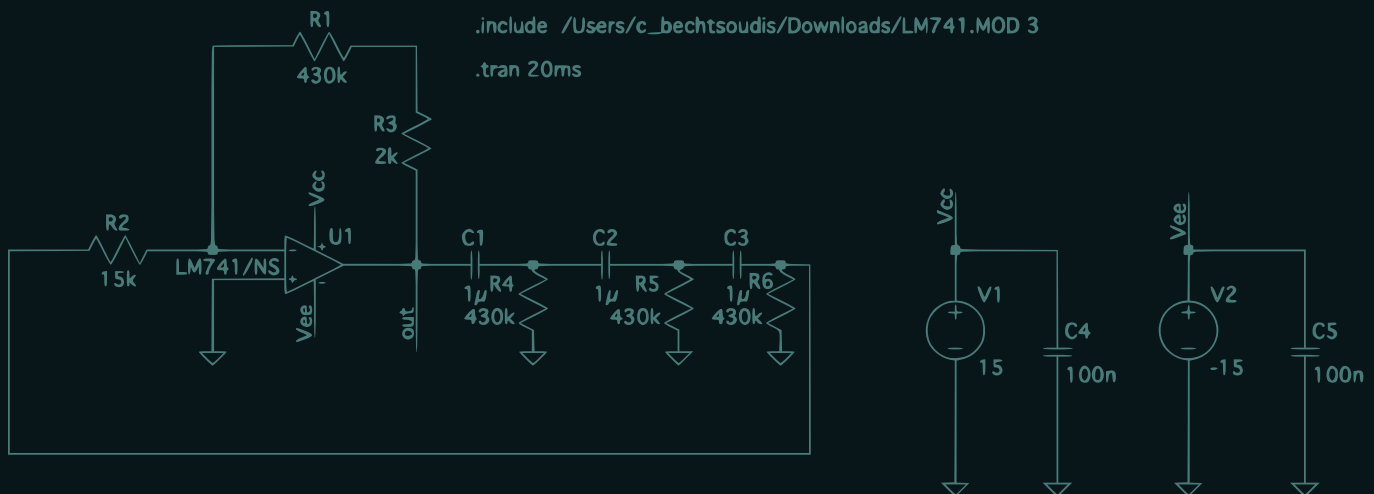 R1
430k
.include /Users/c_bechtsoudis/Downloads/LM741.MOD 3
.tran 20ms
R3
2k
Vcc
U1
R2
15k
LM741/NS
-
+
+
-
Vee
out
C1
1µ
R4
430k
C2
1µ
R5
430k
C3
1µ
R6
430k
Vcc
V1
+
-
15
C4
100n
Vee
V2
+
-
-15
C5
100n